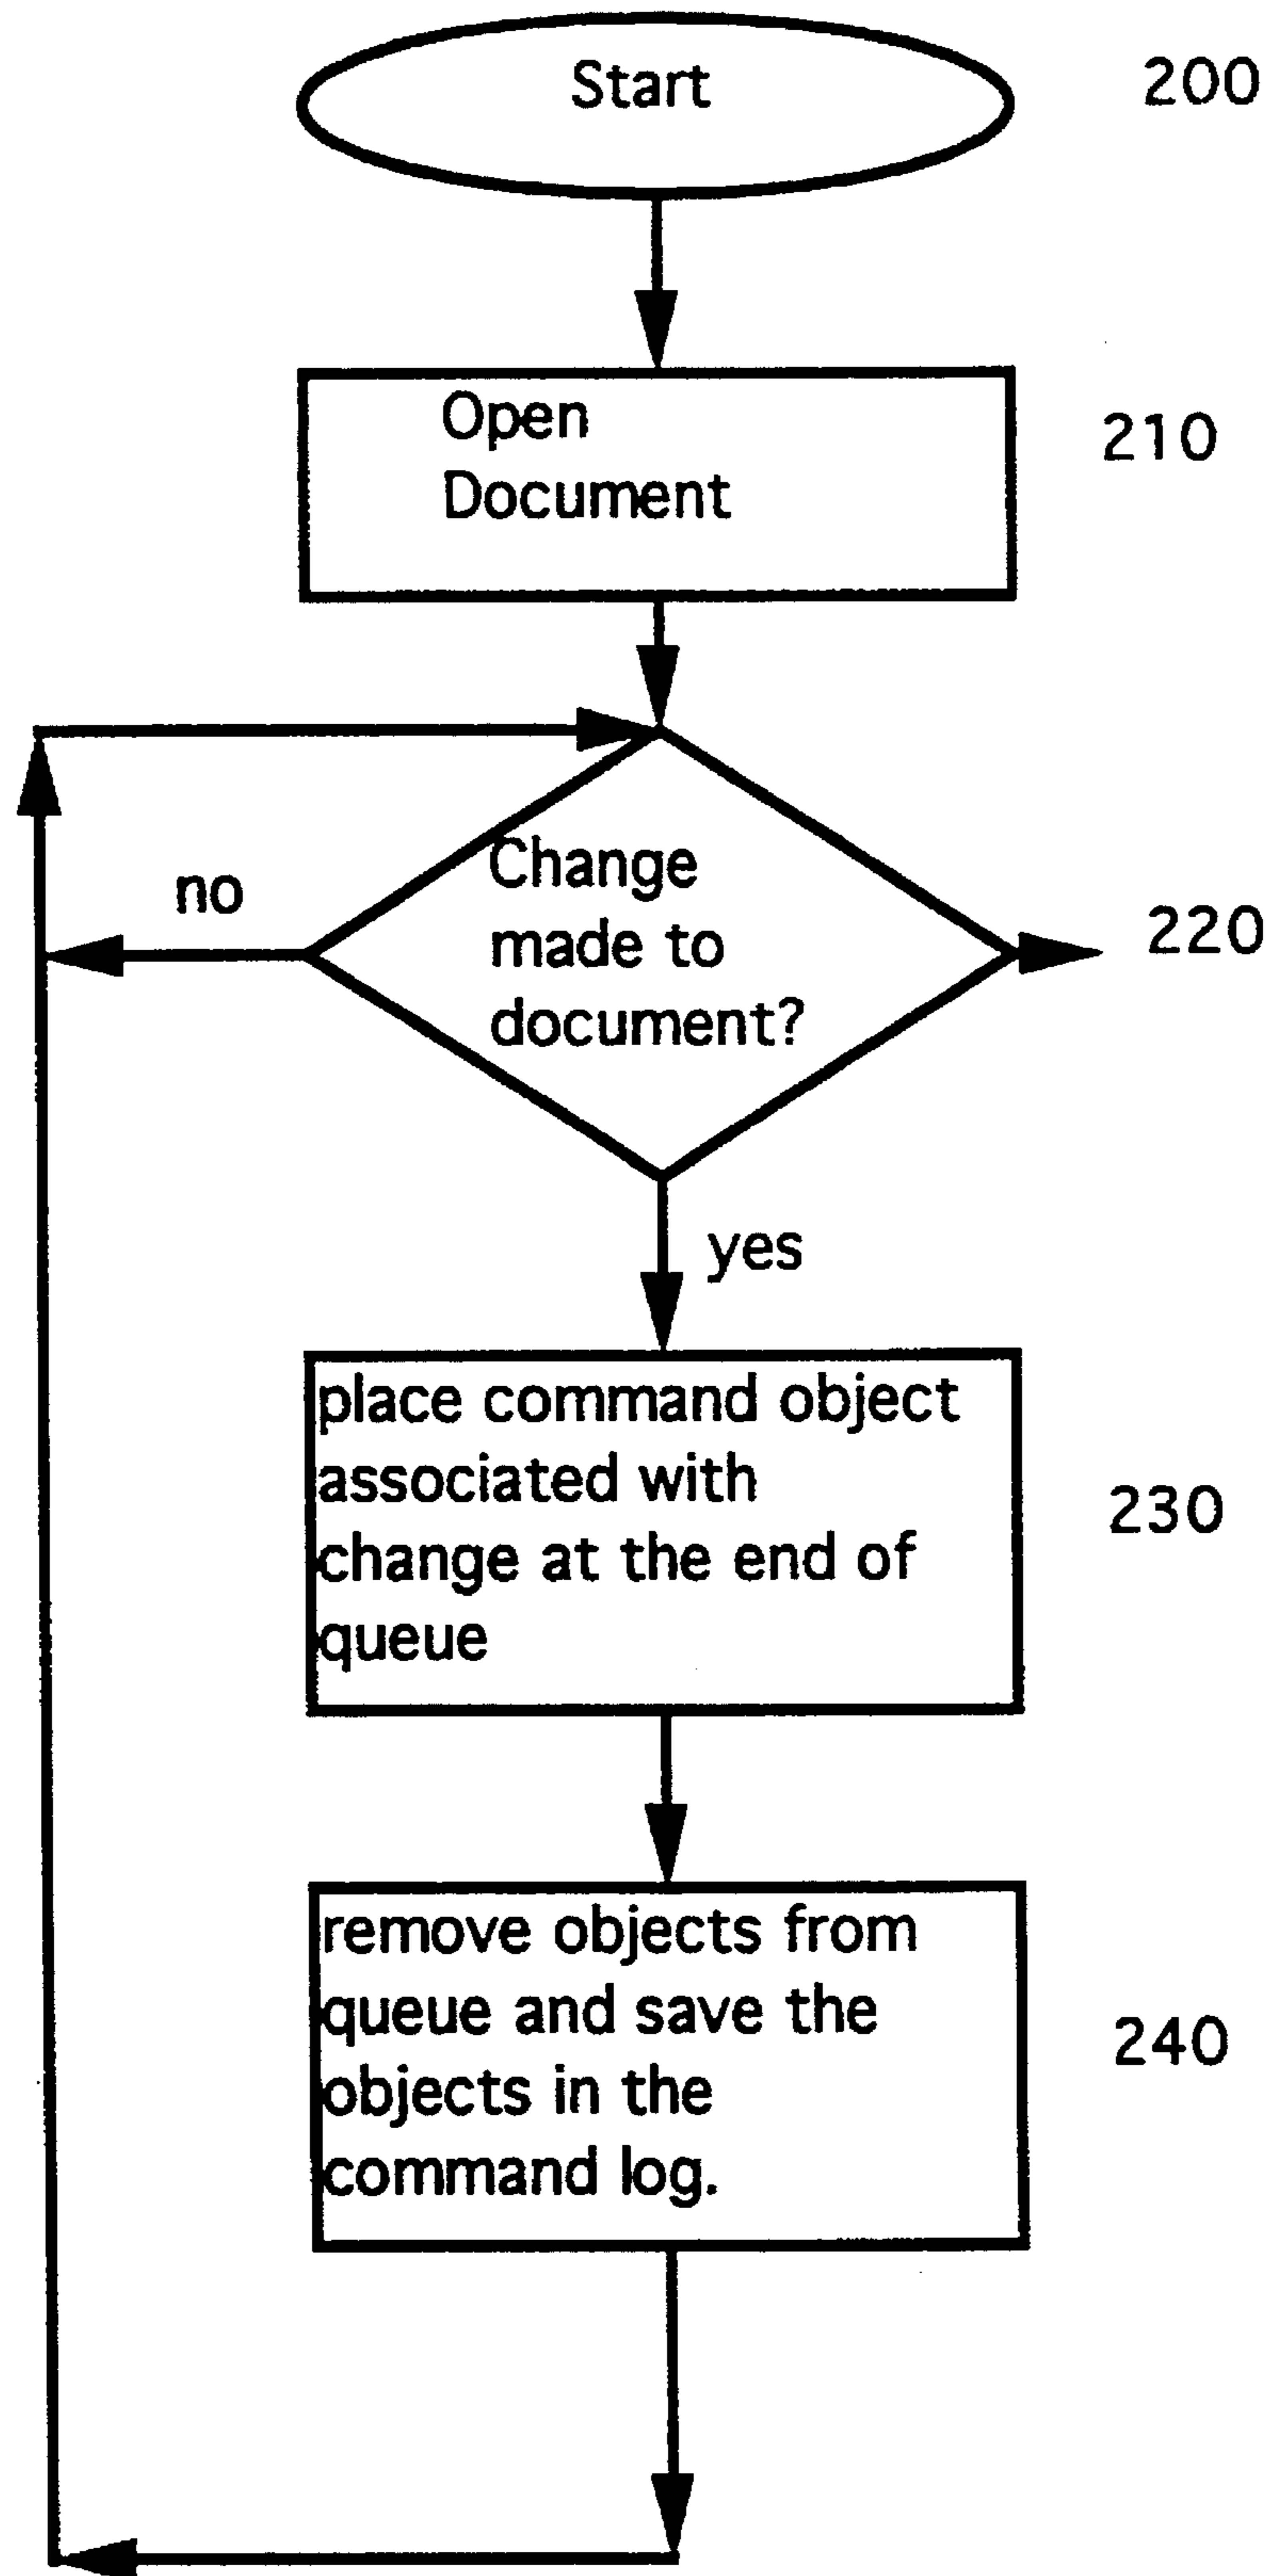 Start
200
Open
Document
210
Change
made to
document?
no
220
yes
place command object
associated with
change at the end of
queue
230
remove objects from
queue and save the
objects in the
command log.
240